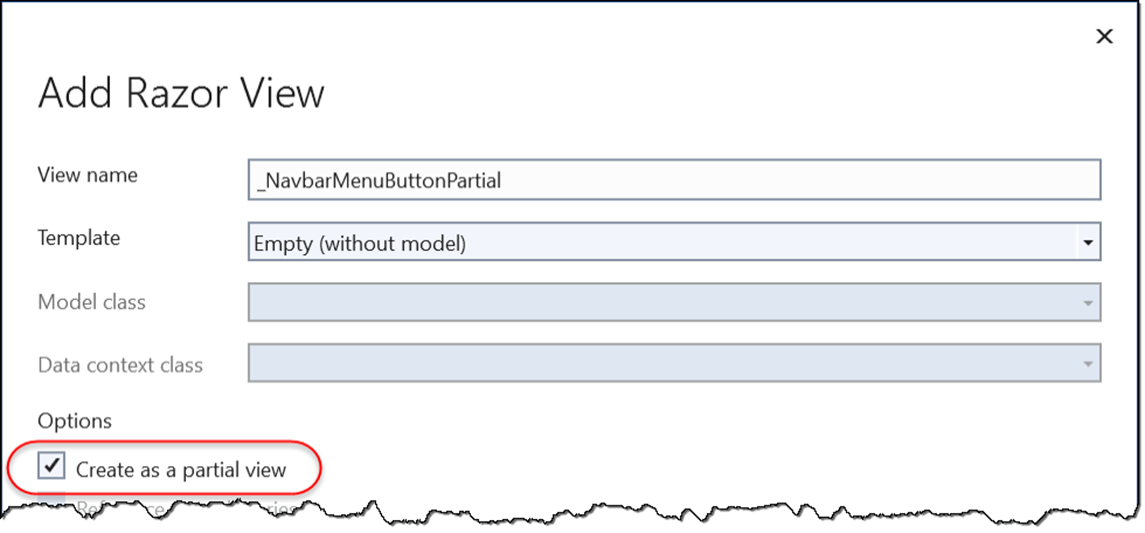 Add Razor View
View name
_NavbarMenuButtonPartial
Template
Empty (without model)
Model class
Data context class
Options
Create as a partial view